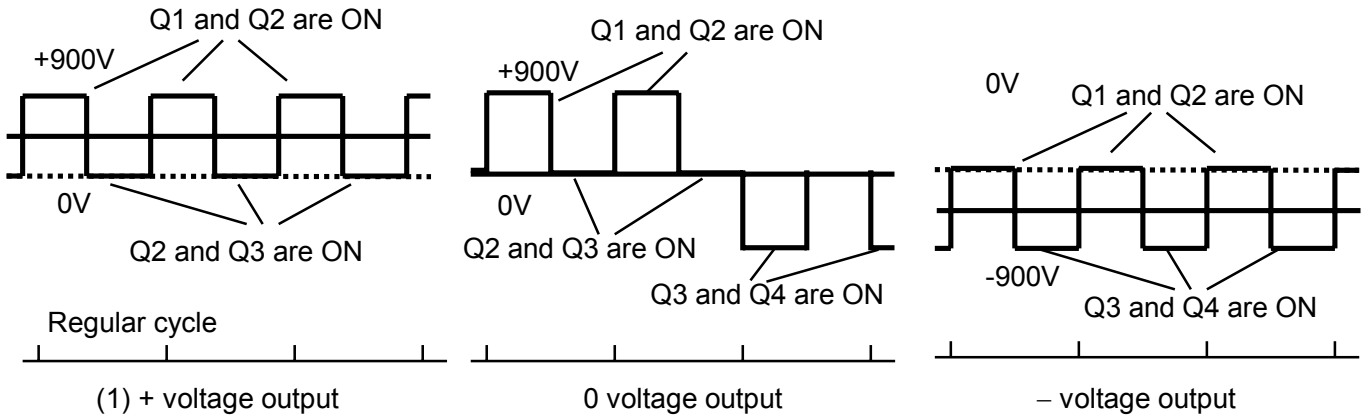 Q1 and Q2 are ON
+900V
0V
Q2 and Q3 are ON
Regular cycle
(1) + voltage output
Q1 and Q2 are ON
+900V
0V
Q2 and Q3 are ON
Q3 and Q4 are ON
0 voltage output
0V
Q1 and Q2 are ON
-900V
Q3 and Q4 are ON
– voltage output